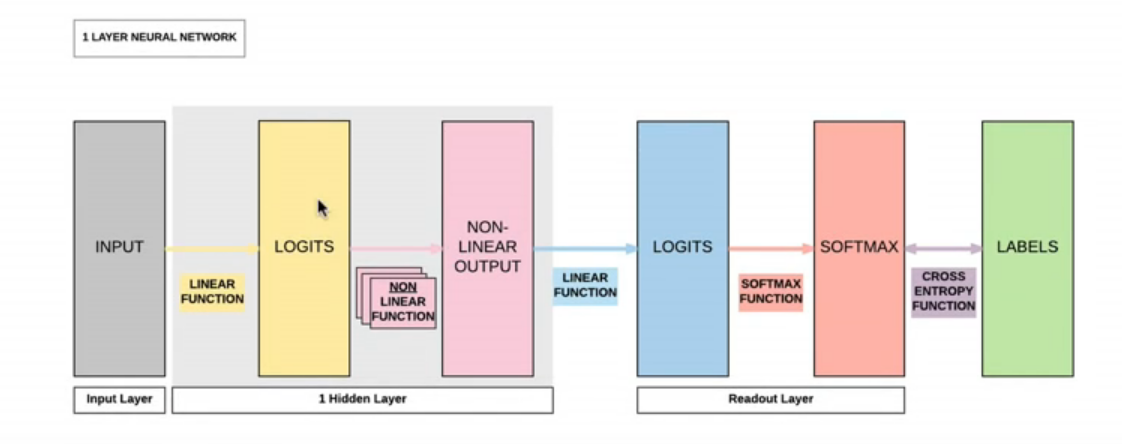 1 LAYER NEURAL NETWORK
INPUT
LINEAR
FUNCTION
LOGITS
NON
LINEAR
FUNCTION
NON-
LINEAR
OUTPUT
LINEAR
FUNCTION
LOGITS
SOFTMAX
FUNCTION
SOFTMAX
CROSS
ENTROPY
FUNCTION
LABELS
Input Layer
1 Hidden Layer
Readout Layer